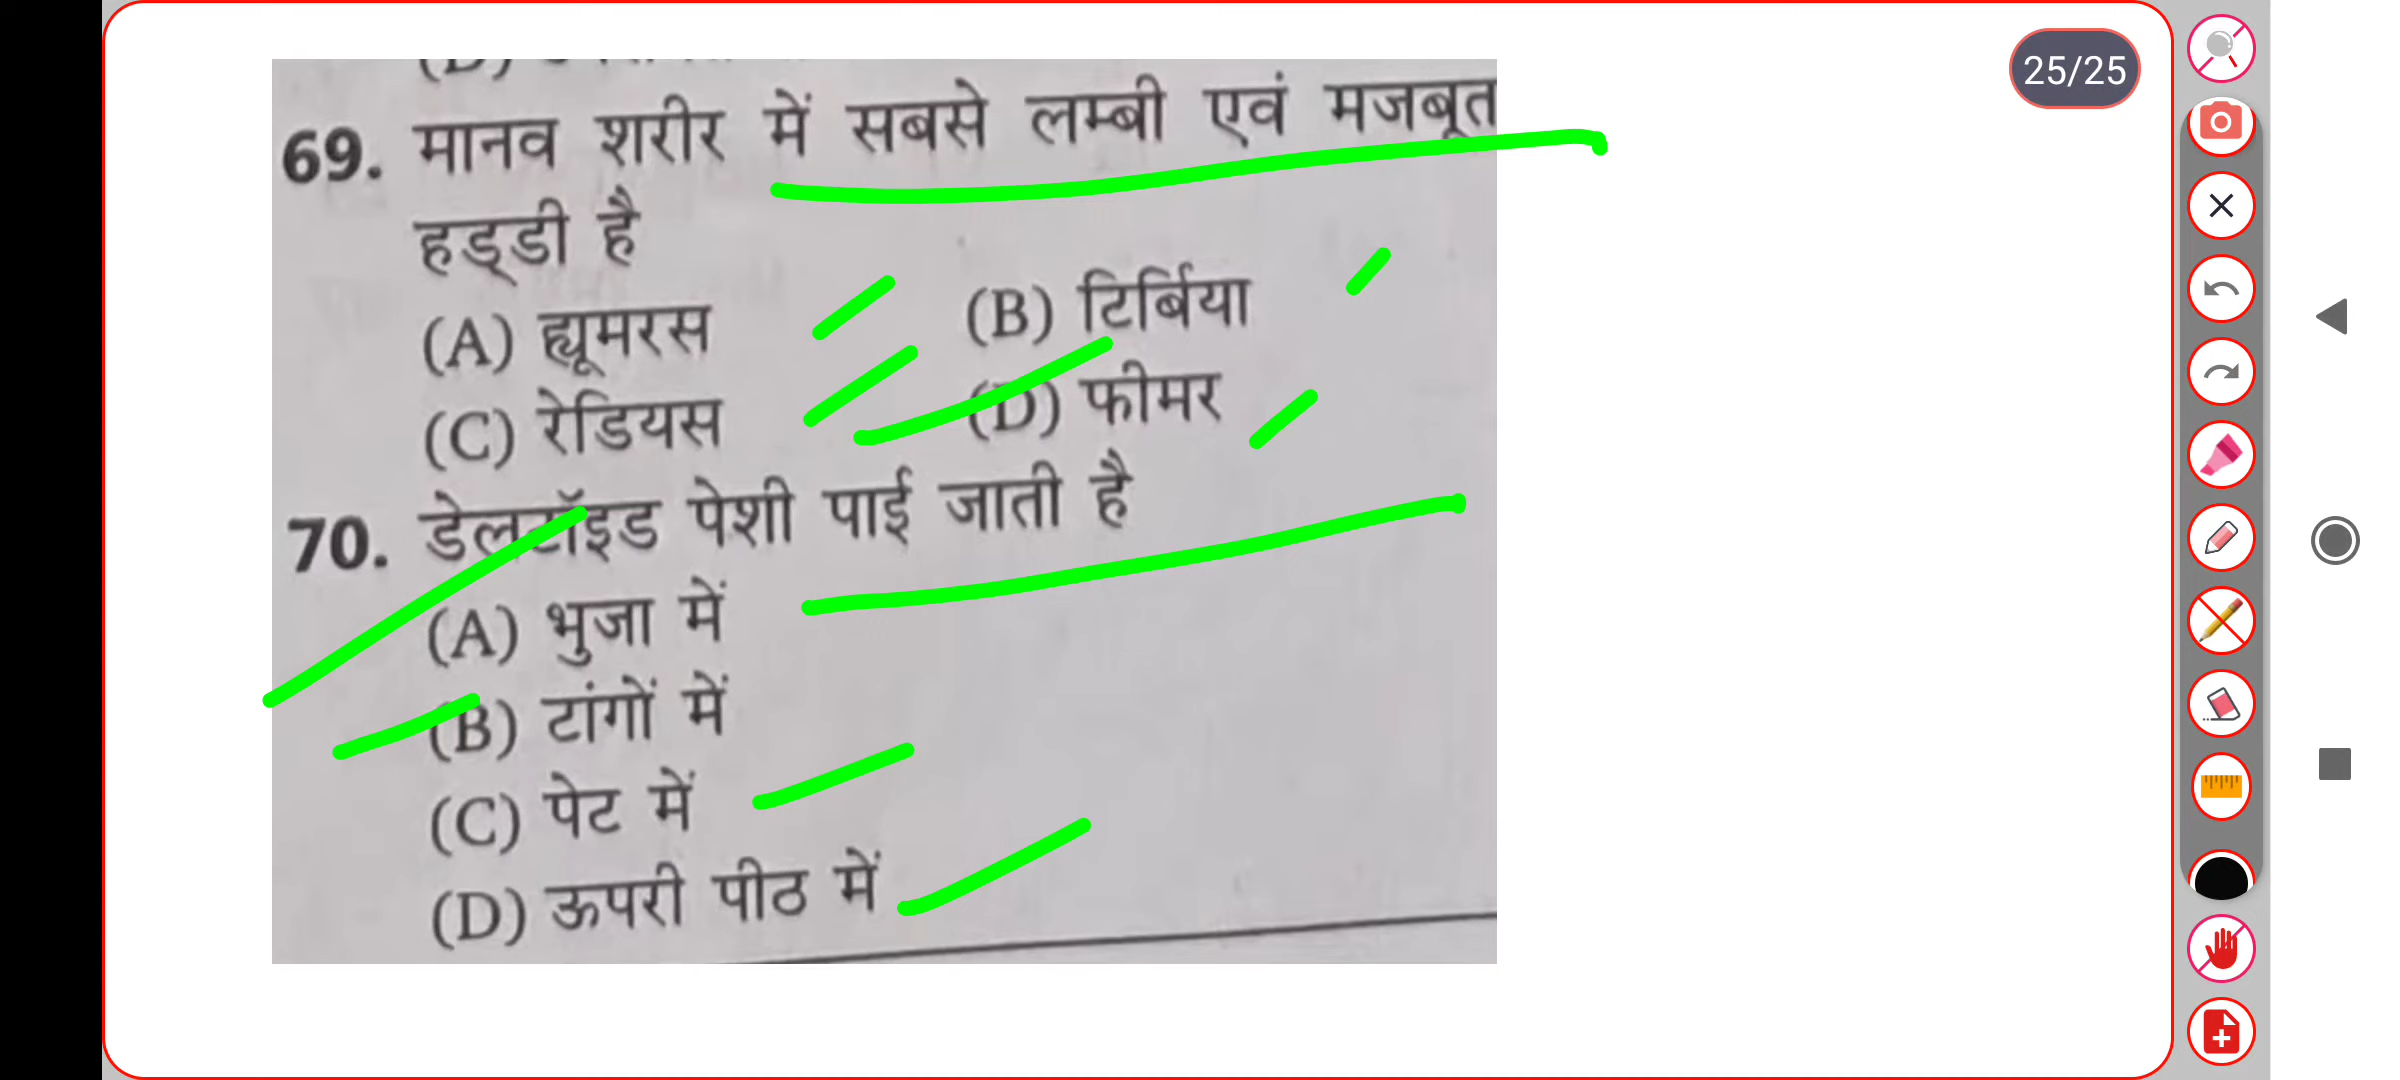 25/25
69. मानव शरीर में सबसे लम्बी एवं मजबूत
हड्डी है
(A) ह्यूमरस (B) टिर्बिया
(C) रेडियस (D) फीमर
70. डेलटॉइड पेशी पाई जाती है
(A) भुजा में
(B) टांगों में
(C) पेट में
(D) ऊपरी पीठ में